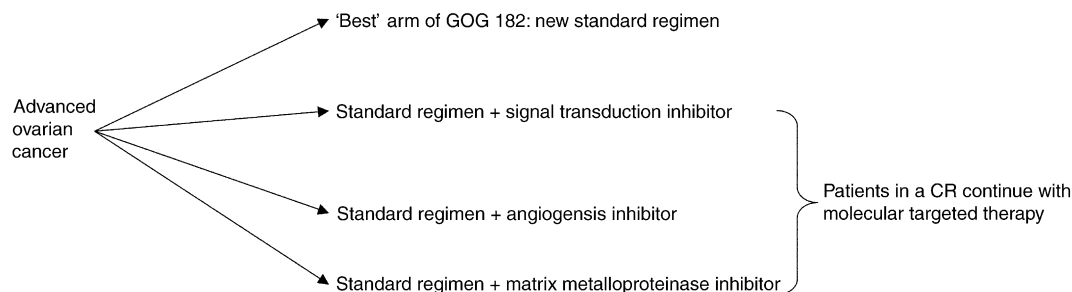 'Best' arm of GOG 182: new standard regimen
Advanced
ovarian
cancer
Standard regimen + signal transduction inhibitor
Standard regimen + angiogensis inhibitor
Standard regimen + matrix metalloproteinase inhibitor
Patients in a CR continue with
molecular targeted therapy